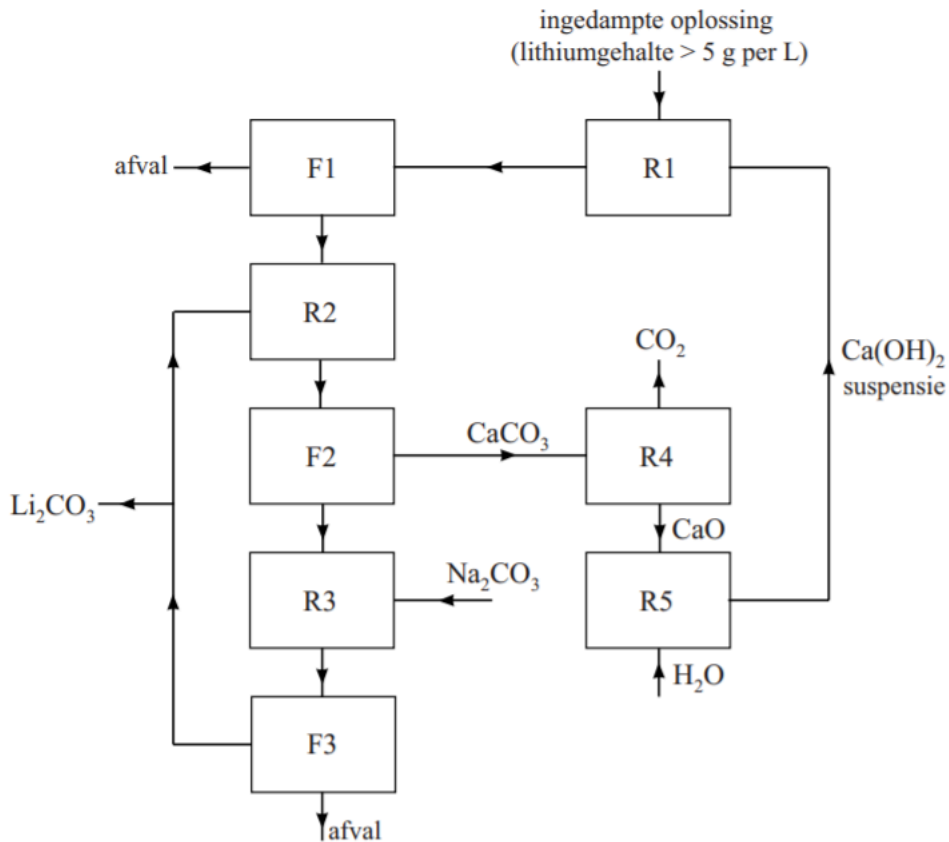 ingedampte oplossing
(lithiumgehalte > 5 g per L)
afval
F1
R1
R2
CO₂
Ca(OH)₂
suspensie
F2
CaCO₃
R4
Li₂CO₃
CaO
Na₂CO₃
R3
R5
H₂O
F3
afval